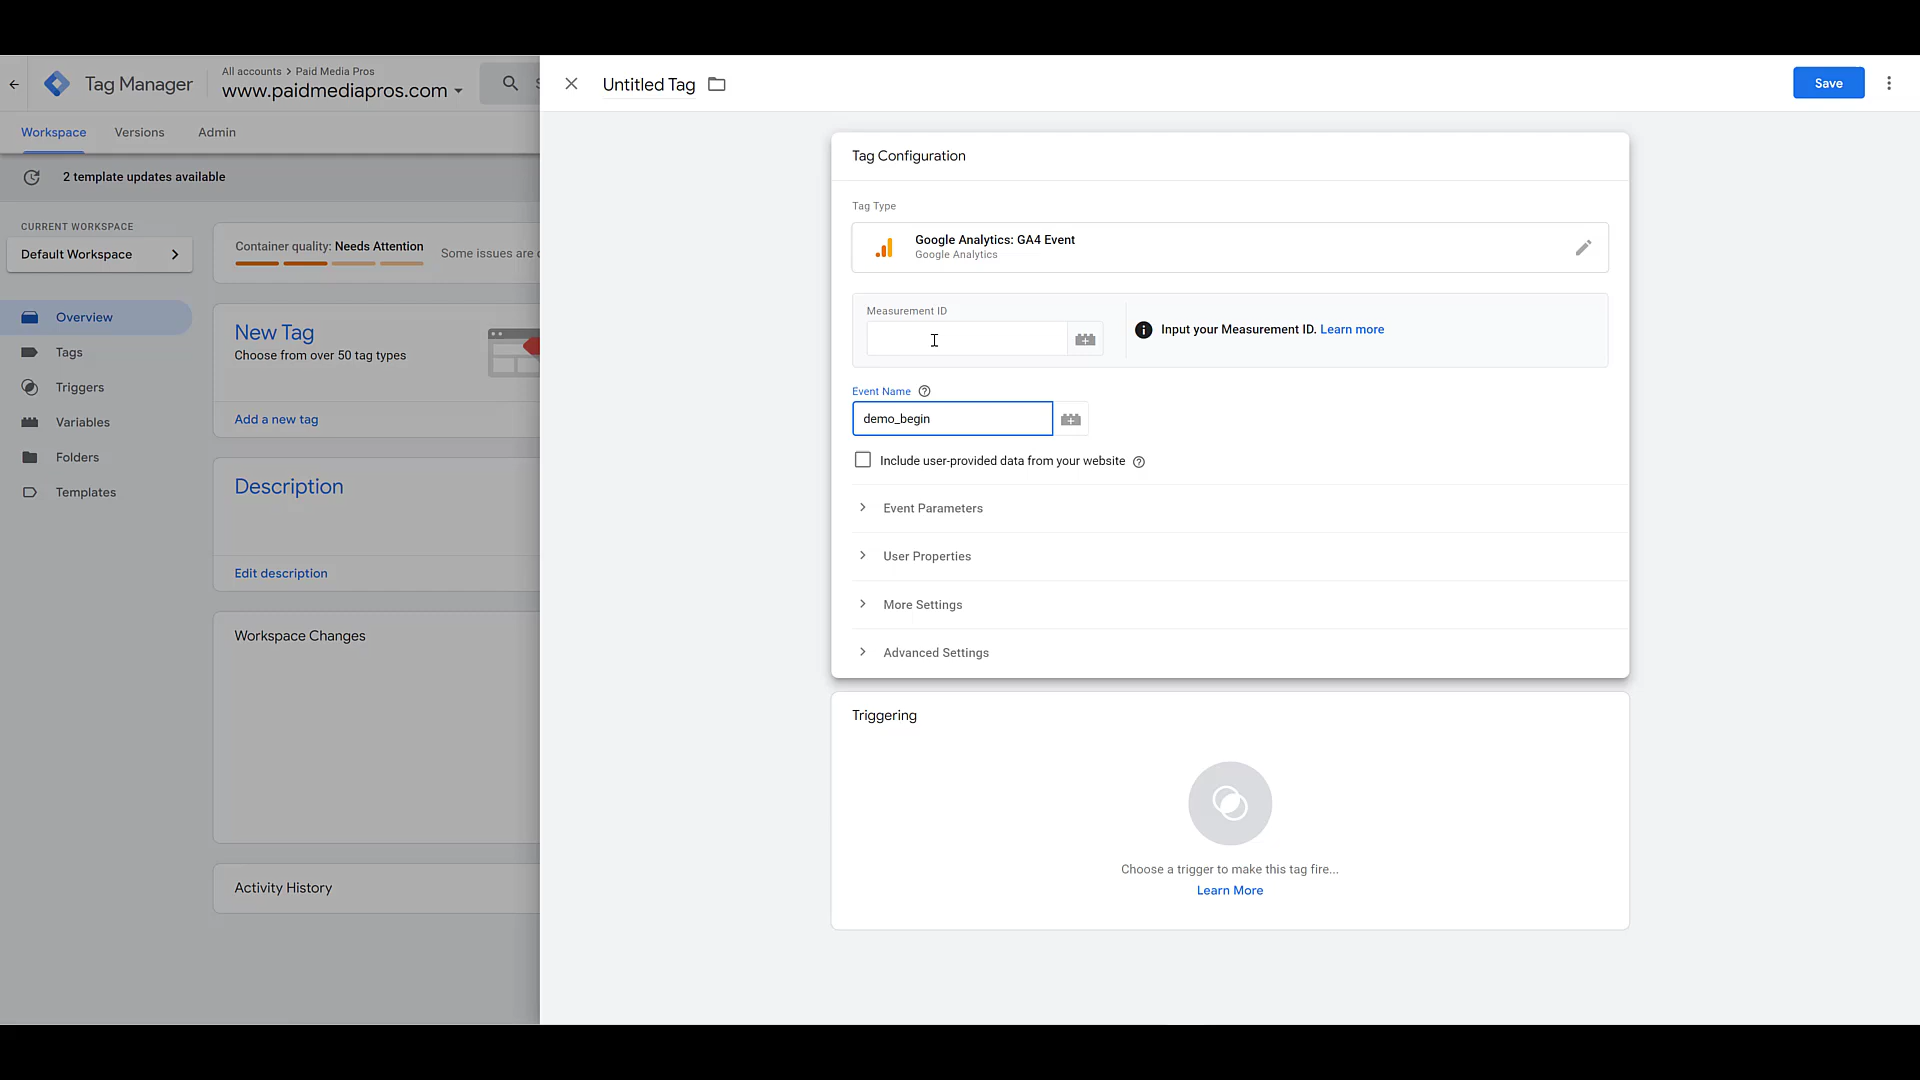 Tag Manager
All accounts > Paid Media Pros
www.paidmediapros.com
Workspace
Versions
Admin
2 template updates available
CURRENT WORKSPACE
Default Workspace
Overview
Tags
Triggers
Variables
Folders
Templates
Container quality: Needs Attention
Some issues are
New Tag
Choose from over 50 tag types
Add a new tag
Description
Edit description
Workspace Changes
Activity History
Untitled Tag
Save
Tag Configuration
Tag Type
Google Analytics: GA4 Event
Google Analytics
Measurement ID
Input your Measurement ID. Learn more
Event Name
demo_begin
Include user-provided data from your website
Event Parameters
User Properties
More Settings
Advanced Settings
Triggering
Choose a trigger to make this tag fire...
Learn More